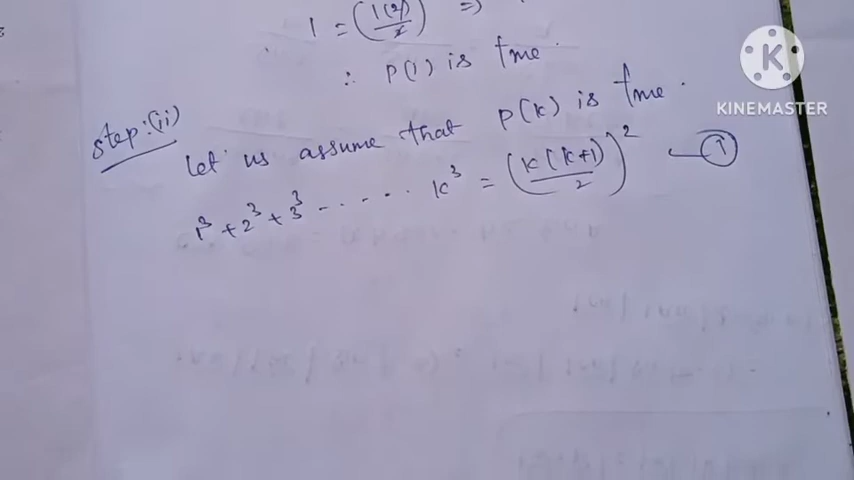 1 = (1(2)/2) ⇒
∴ P(1) is true.
Step:(ii)
Let us assume that P(k) is true.
1³ + 2³ + 3³ - . . - - . k³ = (k(k+1)/2)² —①
K
KINEMASTER